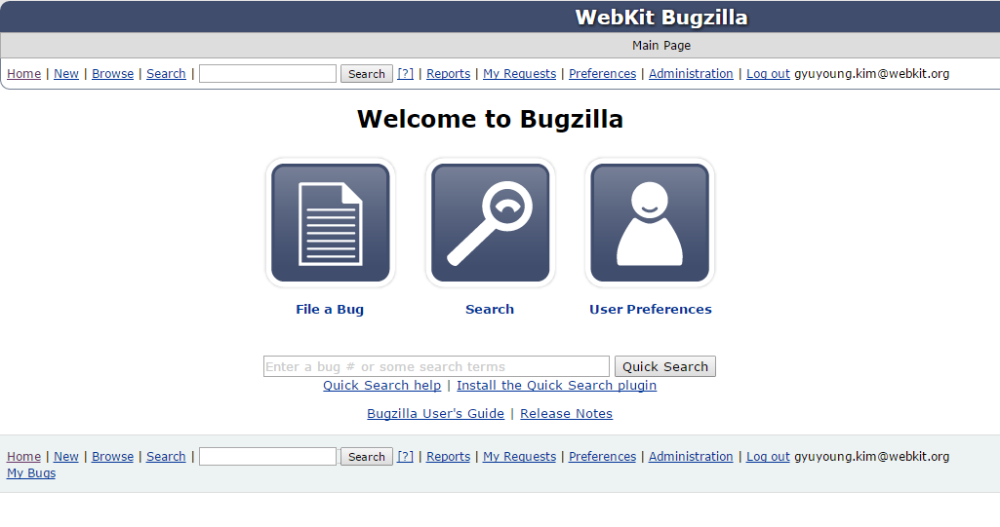 WebKit Bugzilla
Main Page
Home | New | Browse | Search | Search [?] | Reports | My Requests | Preferences | Administration | Log out gyuyoung.kim@webkit.org
Welcome to Bugzilla
File a Bug
Search
User Preferences
Enter a bug # or some search terms Quick Search
Quick Search help | Install the Quick Search plugin
Bugzilla User's Guide | Release Notes
Home | New | Browse | Search | Search [?] | Reports | My Requests | Preferences | Administration | Log out gyuyoung.kim@webkit.org
My Bugs